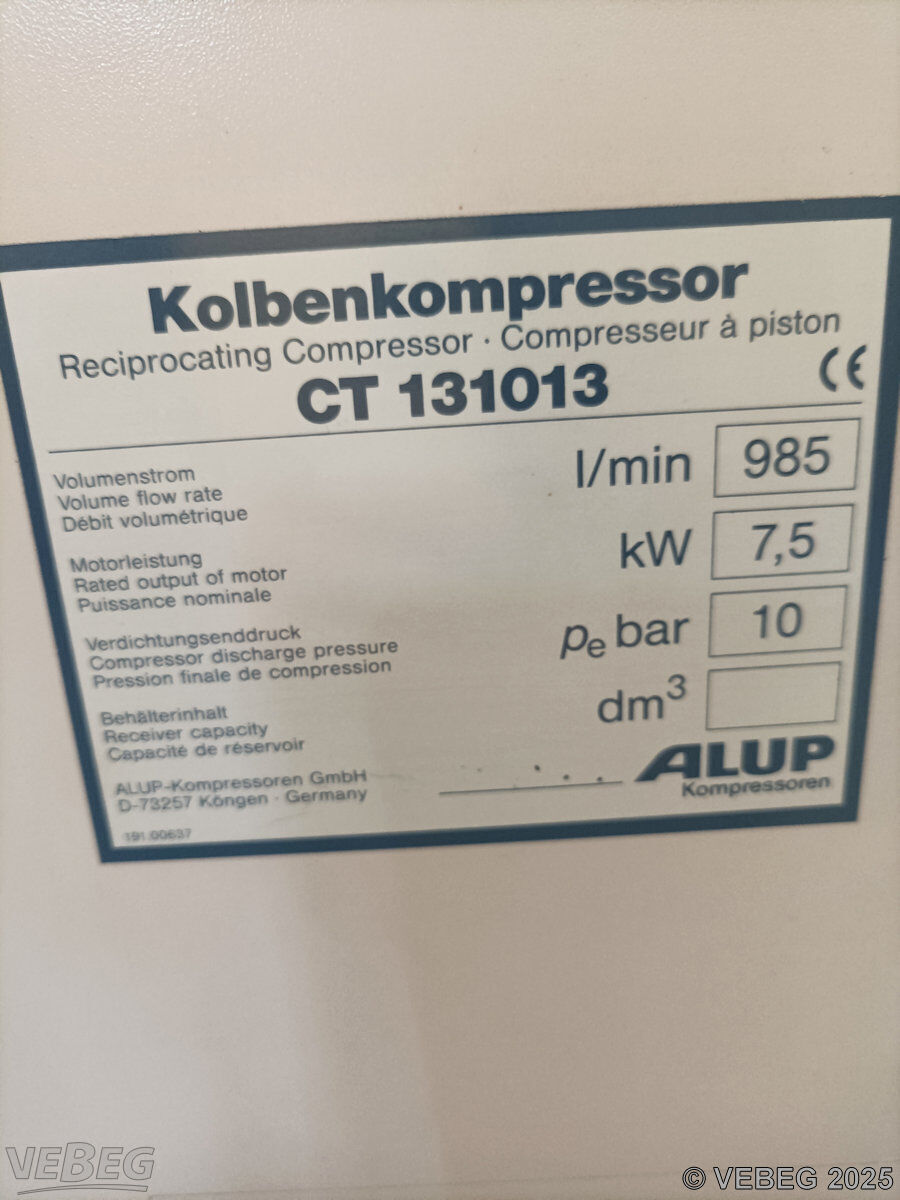 Kolbenkompressor
Reciprocating Compressor · Compresseur à piston
CT 131013
CE
Volumenstrom
Volume flow rate
Débit volumétrique
l/min 985
Motorleistung
Rated output of motor
Puissance nominale
kW 7,5
Verdichtungsenddruck
Compressor discharge pressure
Pression finale de compression
pe bar 10
Behälterinhalt
Receiver capacity
Capacité de réservoir
dm³
ALUP-Kompressoren GmbH
D-73257 Köngen · Germany
ALUP
Kompressoren
191.00637
VEBEG
© VEBEG 2025